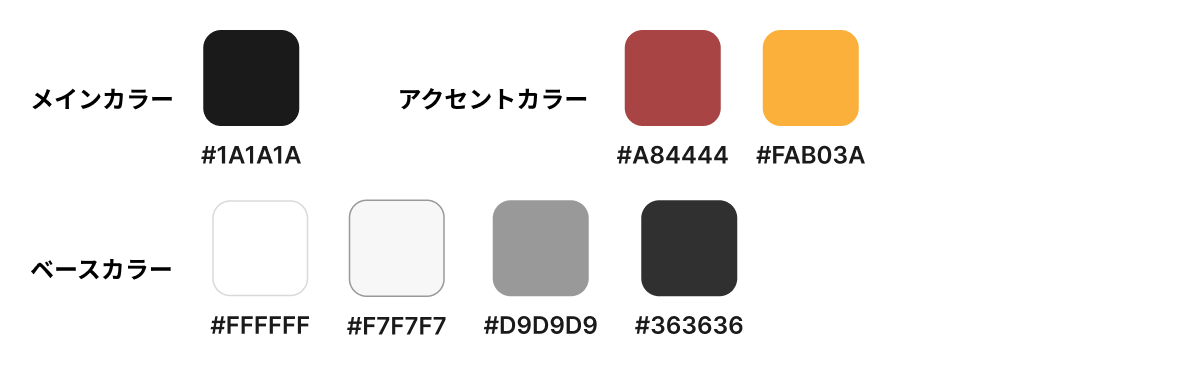 メインカラー
#1A1A1A
アクセントカラー
#A84444
#FAB03A
ベースカラー
#FFFFFF
#F7F7F7
#D9D9D9
#363636